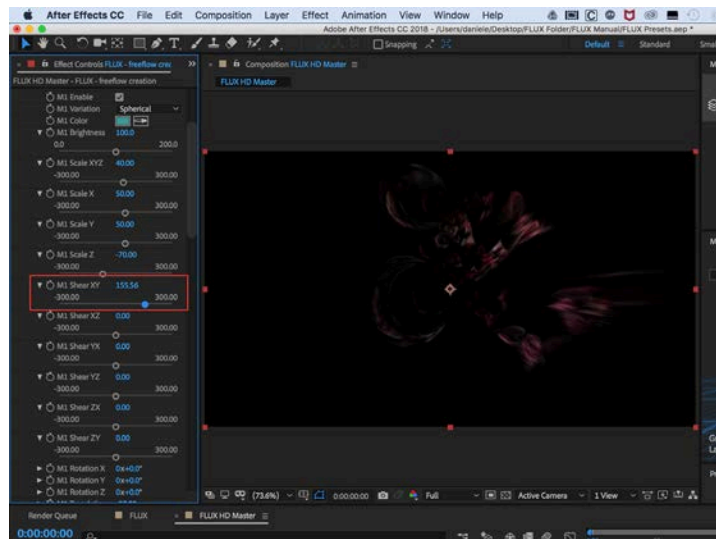 After Effects CC File Edit Composition Layer Effect Animation View Window Help
Adobe After Effects CC 2018 - /Users/daniele/Desktop/FLUX Folder/FLUX Manual/FLUX Presets.aep *
Snapping
Default
Standard
Effect Controls FLUX - freeflow crea
Composition FLUX HD Master
FLUX HD Master - FLUX - freeflow creation
FLUX HD Master
M1 Enable
M1 Variation Spherical
M1 Color
M1 Brightness 100.0
0.0 200.0
M1 Scale XYZ 40.00
-300.00 300.00
M1 Scale X 50.00
-300.00 300.00
M1 Scale Y 50.00
-300.00 300.00
M1 Scale Z -70.00
-300.00 300.00
M1 Shear XY 155.56
-300.00 300.00
M1 Shear XZ 0.00
-300.00 300.00
M1 Shear YX 0.00
-300.00 300.00
M1 Shear YZ 0.00
-300.00 300.00
M1 Shear ZX 0.00
-300.00 300.00
M1 Shear ZY 0.00
-300.00 300.00
M1 Rotation X 0x+0.0°
M1 Rotation Y 0x+0.0°
M1 Rotation Z 0x+0.0°
(73.6%) 0:00:00:00 Full Active Camera 1 View
Render Queue FLUX FLUX HD Master
0:00:00:00